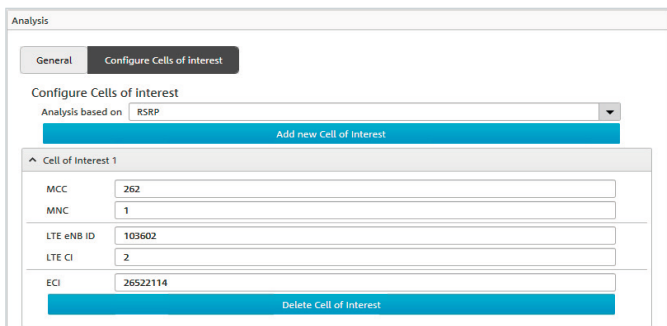 Analysis
General Configure Cells of interest
Configure Cells of interest
Analysis based on RSRP
Add new Cell of Interest
Cell of Interest 1
MCC 262
MNC 1
LTE eNB ID 103602
LTE CI 2
ECI 26522114
Delete Cell of Interest